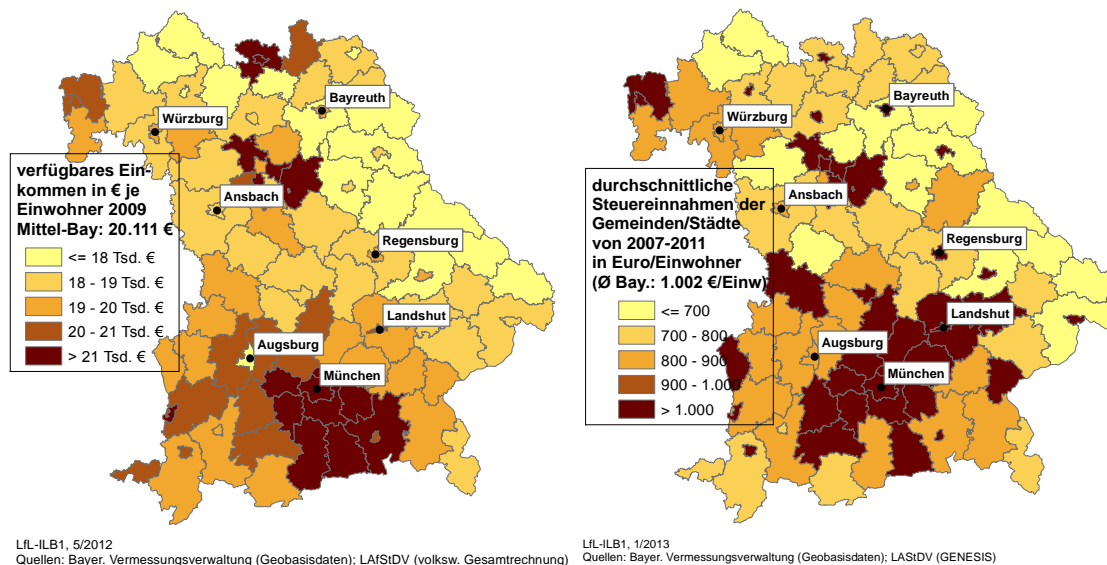 Bayreuth
Würzburg
verfügbares Ein-
kommen in € je
Einwohner 2009
Mittel-Bay: 20.111 €
<= 18 Tsd. €
18 - 19 Tsd. €
19 - 20 Tsd. €
20 - 21 Tsd. €
> 21 Tsd. €
Ansbach
Regensburg
Landshut
Augsburg
München
LfL-ILB1, 5/2012
Quellen: Bayer. Vermessungsverwaltung (Geobasisdaten); LAfStDV (volksw. Gesamtrechnung)
Bayreuth
Würzburg
durchschnittliche
Steuereinnahmen der
Gemeinden/Städte
von 2007-2011
in Euro/Einwohner
(Ø Bay.: 1.002 €/Einw)
<= 700
700 - 800
800 - 900
900 - 1.000
> 1.000
Ansbach
Regensburg
Landshut
Augsburg
München
LfL-ILB1, 1/2013
Quellen: Bayer. Vermessungsverwaltung (Geobasisdaten); LAStDV (GENESIS)